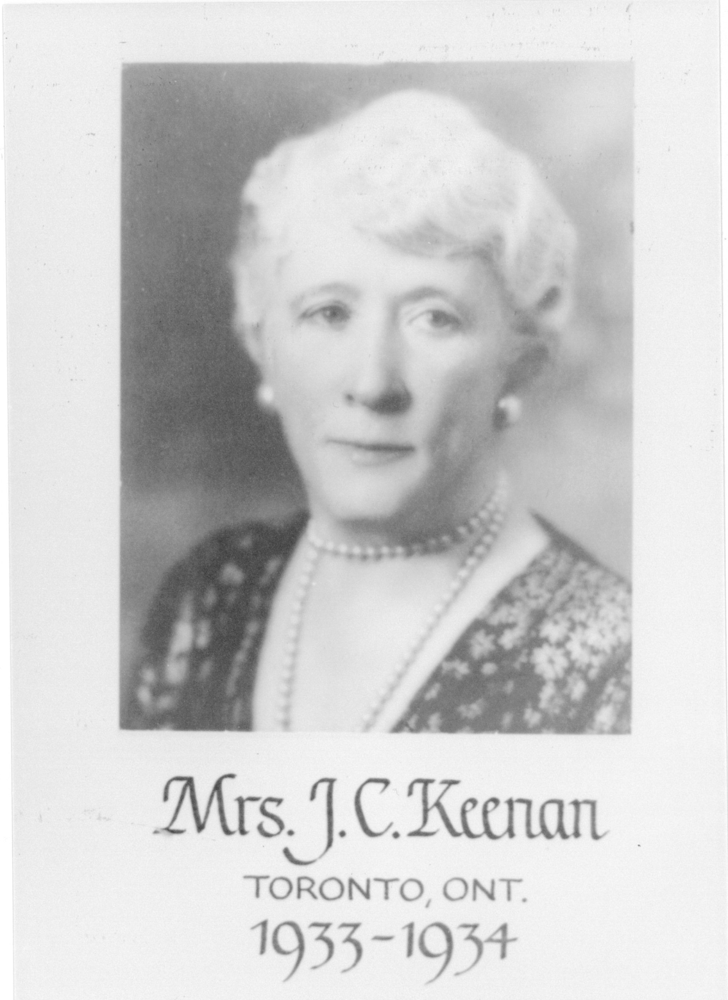 Mrs. J. C. Keenan
TORONTO, ONT.
1933-1934